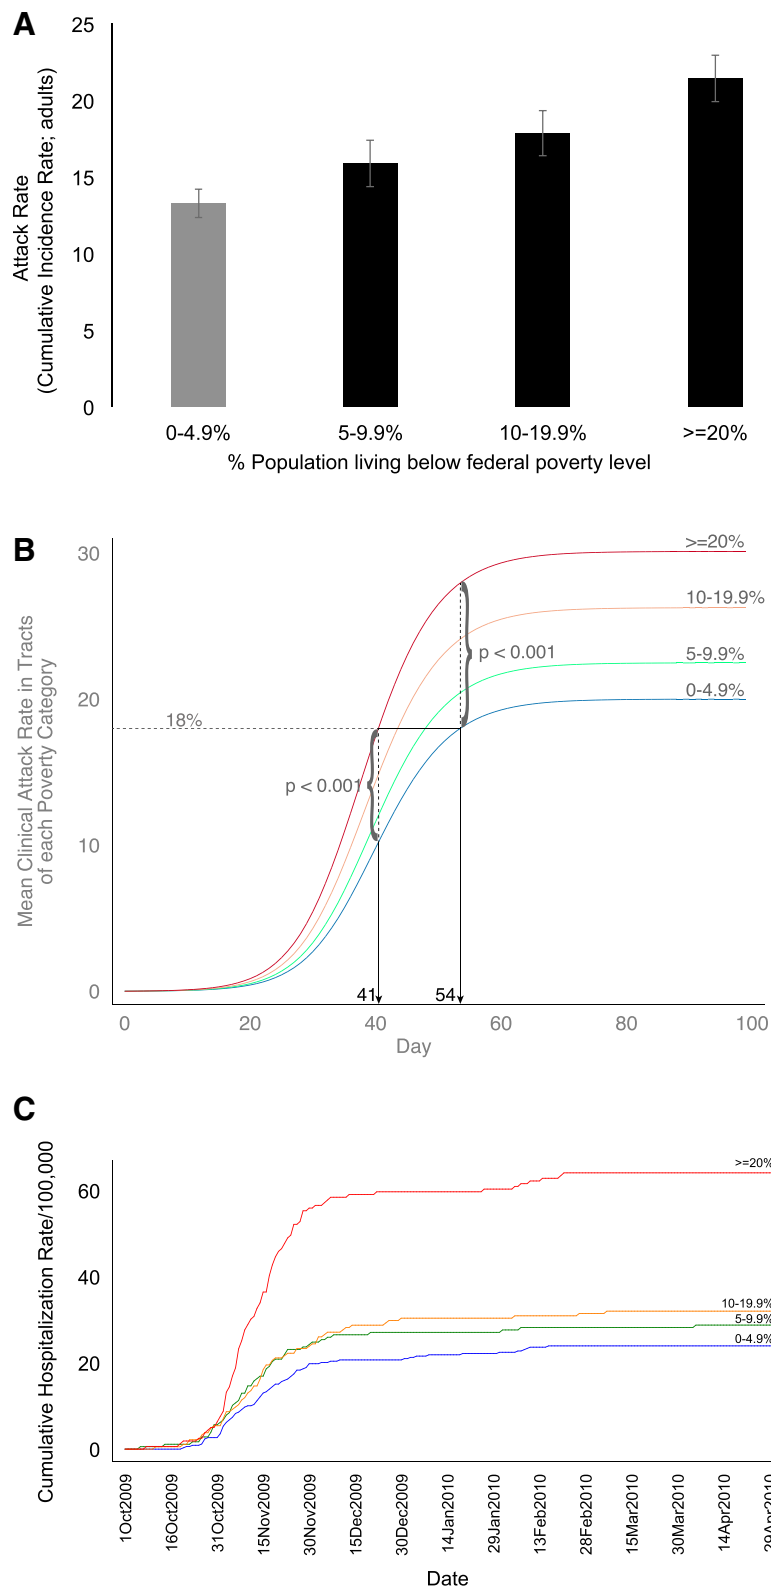 A
25
20
15
10
5
0
Attack Rate
(Cumulative Incidence Rate; adults)
0-4.9%
5-9.9%
10-19.9%
>=20%
% Population living below federal poverty level
B
30
20
10
0
Mean Clinical Attack Rate in Tracts
of each Poverty Category
>=20%
10-19.9%
5-9.9%
0-4.9%
18%
p < 0.001
p < 0.001
41
54
0
20
40
60
80
100
Day
C
60
40
20
0
Cumulative Hospitalization Rate/100,000
>=20%
10-19.9%
5-9.9%
0-4.9%
1Oct2009
16Oct2009
31Oct2009
15Nov2009
30Nov2009
15Dec2009
30Dec2009
14Jan2010
29Jan2010
13Feb2010
28Feb2010
15Mar2010
30Mar2010
14Apr2010
29Apr2010
Date